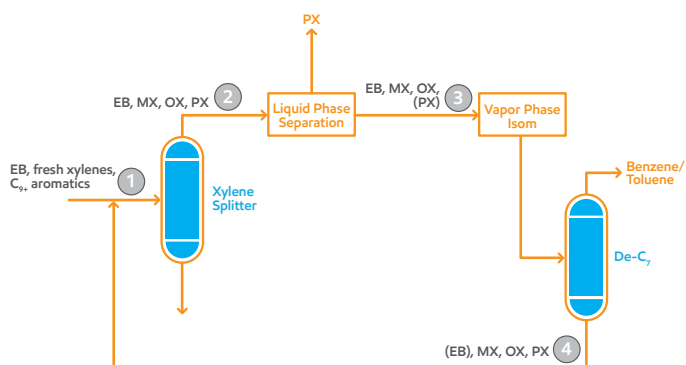 PX
EB, MX, OX, PX
2
Liquid Phase
Separation
EB, MX, OX,
(PX)
3
Vapor Phase
Isom
EB, fresh xylenes,
C9+ aromatics
1
Xylene
Splitter
Benzene/
Toluene
De-C7
(EB), MX, OX, PX
4